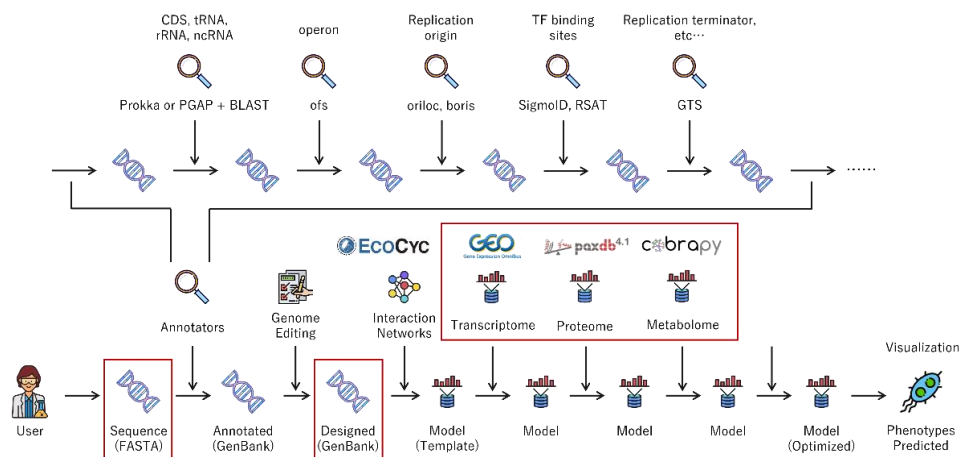 CDS, tRNA,
rRNA, ncRNA
operon
Replication
origin
TF binding
sites
Replication terminator,
etc…
Prokka or PGAP + BLAST
ofs
oriloc, boris
SigmoID, RSAT
GTS
……
EcoCyc
GEO
Gene Expression Omnibus
paxdb4.1
cobrapy
Annotators
Genome
Editing
Interaction
Networks
Transcriptome
Proteome
Metabolome
Visualization
User
Sequence
(FASTA)
Annotated
(GenBank)
Designed
(GenBank)
Model
(Template)
Model
Model
Model
Model
(Optimized)
Phenotypes
Predicted